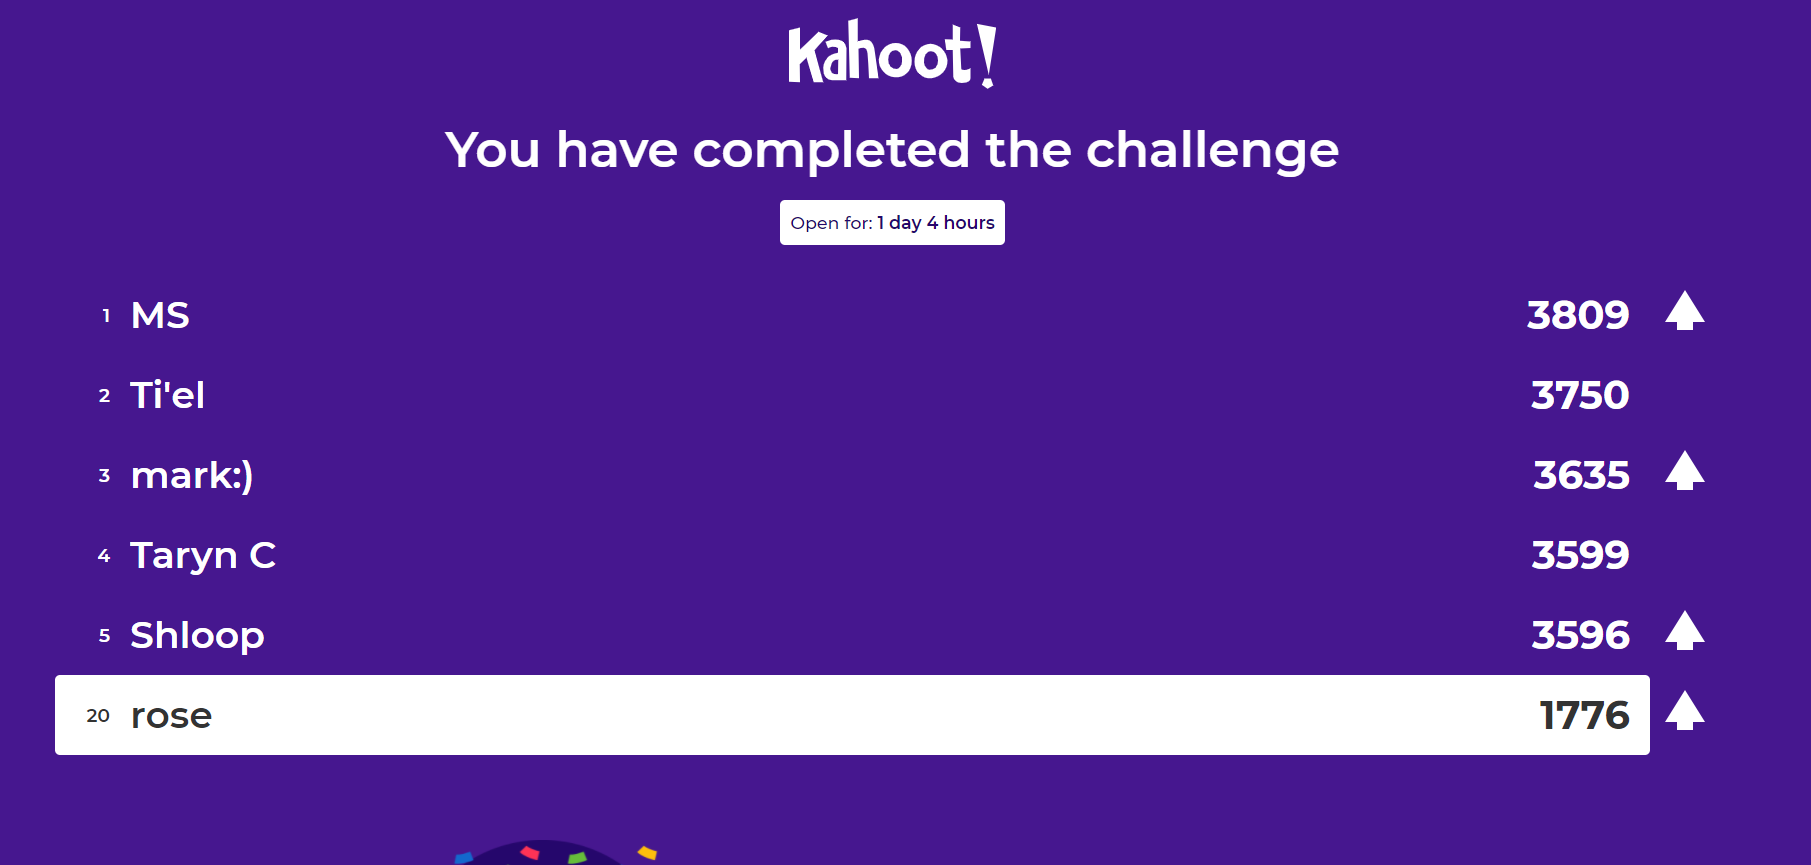 Kahoot!
You have completed the challenge
Open for: 1 day 4 hours
1 MS 3809
2 Ti'el 3750
3 mark:) 3635
4 Taryn C 3599
5 Shloop 3596
20 rose 1776